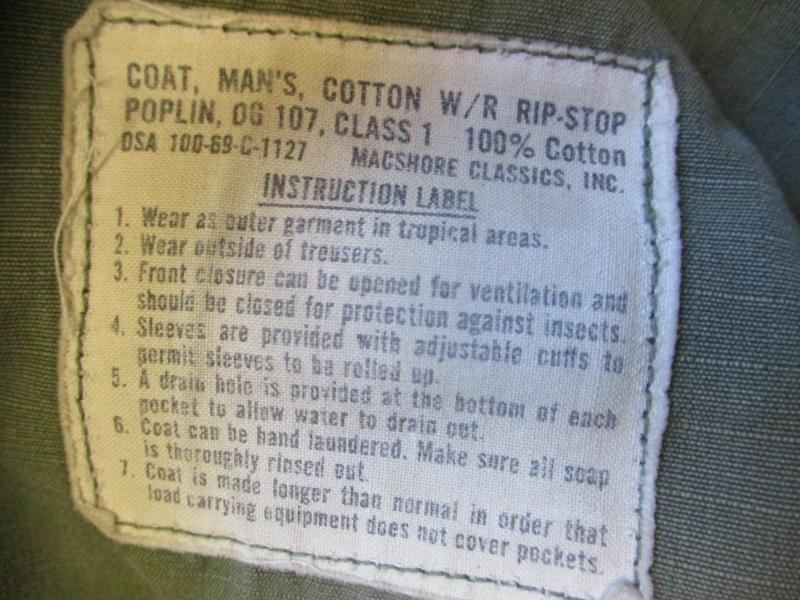 COAT, MAN'S, COTTON W/R RIP-STOP
POPLIN, OG 107, CLASS 1 100% Cotton
DSA 100-69-C-1127 MACSHORE CLASSICS, INC.
INSTRUCTION LABEL
1. Wear as outer garment in tropical areas.
2. Wear outside of trousers.
3. Front closure can be opened for ventilation and
should be closed for protection against insects.
4. Sleeves are provided with adjustable cuffs to
permit sleeves to be rolled up.
5. A drain hole is provided at the bottom of each
pocket to allow water to drain out.
6. Coat can be hand laundered. Make sure all soap
is thoroughly rinsed out.
7. Coat is made longer than normal in order that
load carrying equipment does not cover pockets.